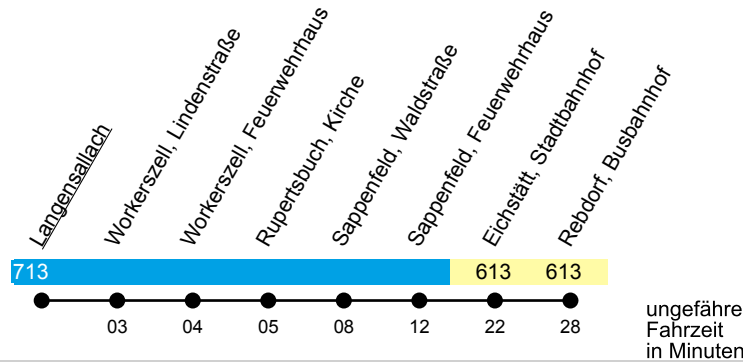 Langensallach
Workerszell, Lindenstraße
Workerszell, Feuerwehrhaus
Rupertsbuch, Kirche
Sappenfeld, Waldstraße
Sappenfeld, Feuerwehrhaus
Eichstätt, Stadtbahnhof
Rebdorf, Busbahnhof
713 613 613
03 04 05 08 12 22 28
ungefähre
Fahrzeit
in Minuten